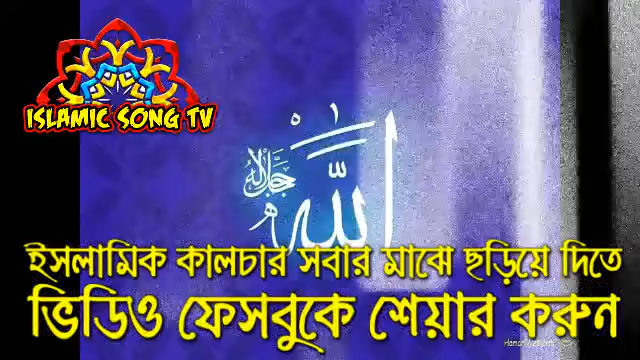 ISLAMIC SONG TV
الله
جل جلاله
ইসলামিক কালচার সবার মাঝে ছড়িয়ে দিতে
ভিডিও ফেসবুকে শেয়ার করুন